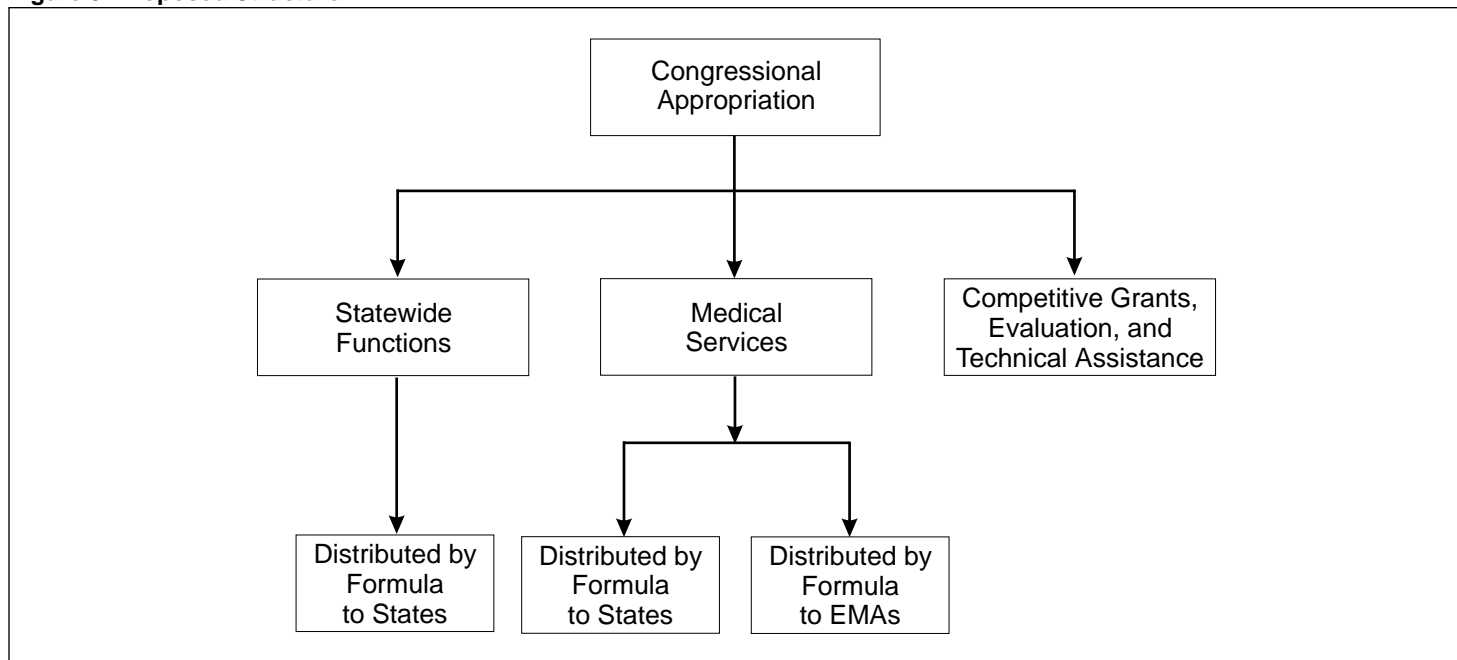 Congressional
Appropriation
Statewide
Functions
Medical
Services
Competitive Grants,
Evaluation, and
Technical Assistance
Distributed by
Formula
to States
Distributed by
Formula
to States
Distributed by
Formula
to EMAs